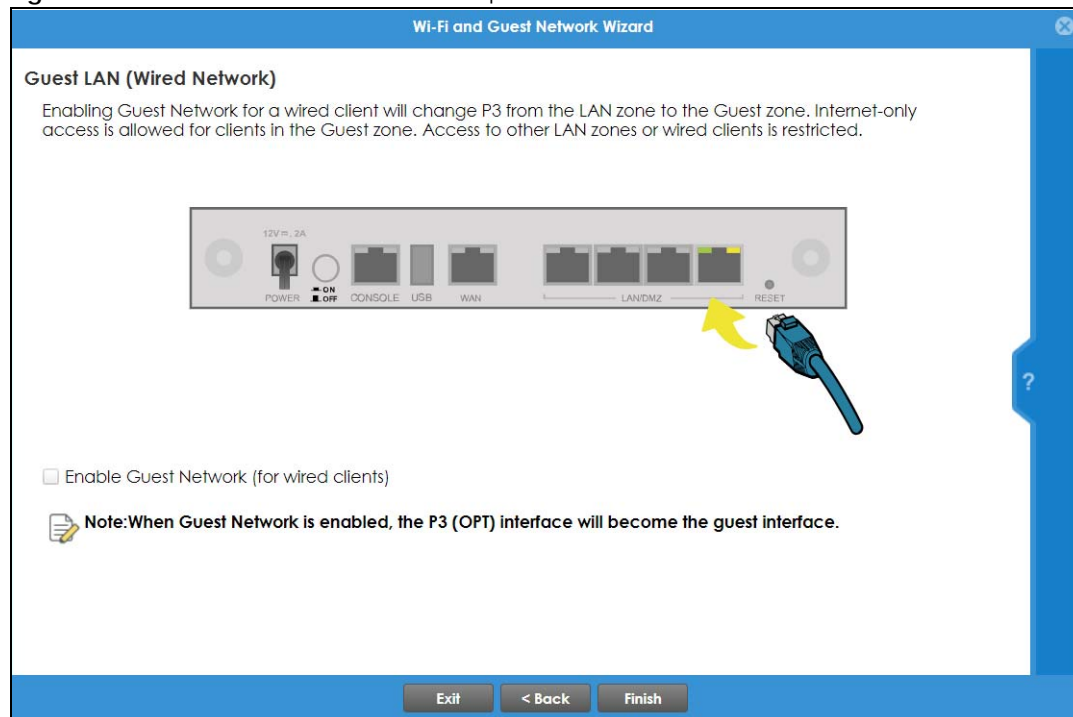 Wi-Fi and Guest Network Wizard
Guest LAN (Wired Network)
Enabling Guest Network for a wired client will change P3 from the LAN zone to the Guest zone. Internet-only
access is allowed for clients in the Guest zone. Access to other LAN zones or wired clients is restricted.
12V⎓, 2A
POWER
ON
OFF
CONSOLE
USB
WAN
LAN/DMZ
RESET
?
Enable Guest Network (for wired clients)
Note:When Guest Network is enabled, the P3 (OPT) interface will become the guest interface.
Exit
< Back
Finish